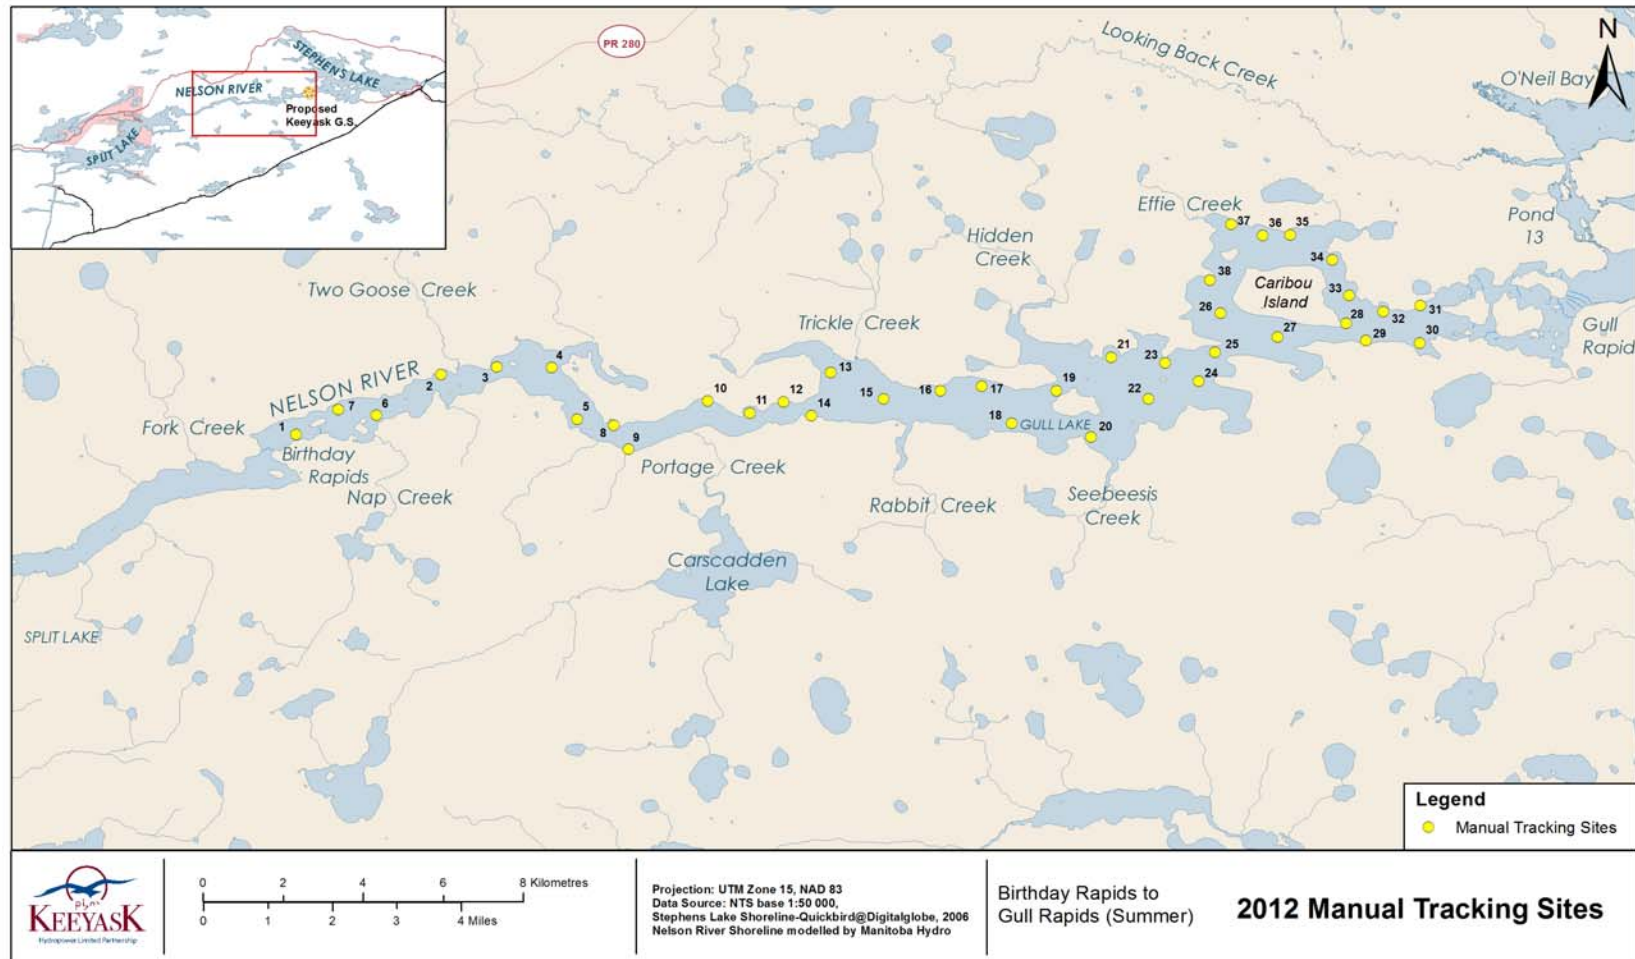 STEPHENS LAKE
NELSON RIVER
Proposed
Keeyask G.S.
SPLIT LAKE
PR 280
Looking Back Creek
N
O'Neil Bay
Effie Creek
Pond
13
Hidden
Creek
Two Goose Creek
Trickle Creek
Caribou
Island
Gull
Rapid
NELSON RIVER
Fork Creek
Birthday
Rapids
Nap Creek
Portage Creek
GULL LAKE
Rabbit Creek
Seebeesis
Creek
Carscadden
Lake
SPLIT LAKE
1
2
3
4
5
6
7
8
9
10
11
12
13
14
15
16
17
18
19
20
21
22
23
24
25
26
27
28
29
30
31
32
33
34
35
36
37
38
Legend
Manual Tracking Sites
KEEYASK
Hydropower Limited Partnership
0 2 4 6 8 Kilometres
0 1 2 3 4 Miles
Projection: UTM Zone 15, NAD 83
Data Source: NTS base 1:50 000,
Stephens Lake Shoreline-Quickbird@Digitalglobe, 2006
Nelson River Shoreline modelled by Manitoba Hydro
Birthday Rapids to
Gull Rapids (Summer)
2012 Manual Tracking Sites